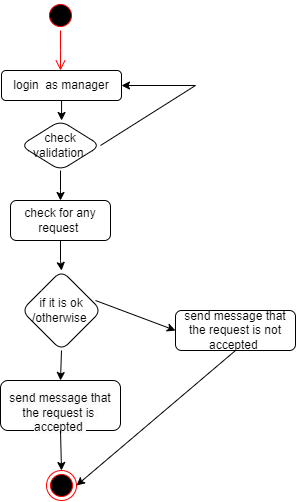 login  as manager
check
validation
check for any
request
if it is ok
/otherwise
send message that
the request is not
accepted
send message that
the request is
accepted